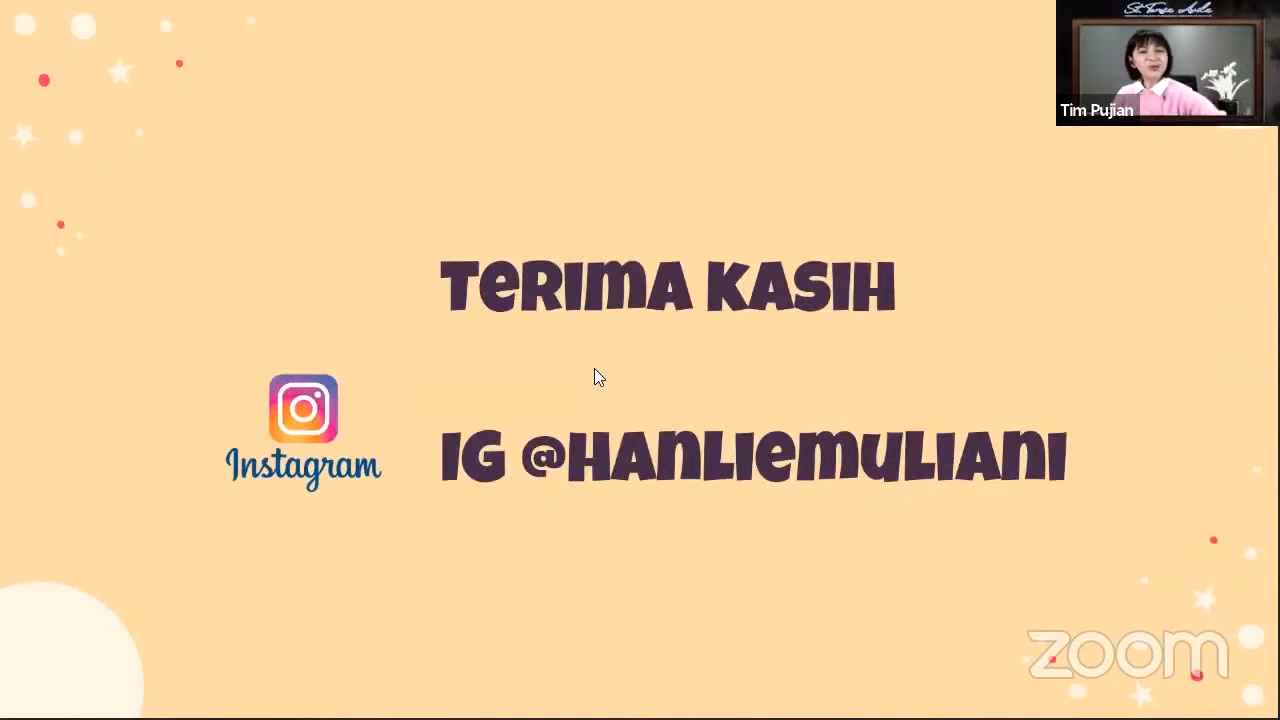 St. Teresa Avila
Tim Pujian
TERIMA KASIH
Instagram
IG @HANLIEMULIANI
zoom